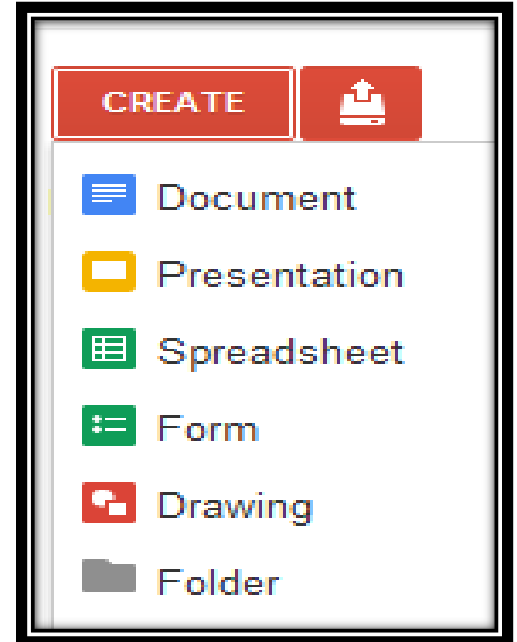 CREATE
Document
Presentation
Spreadsheet
Form
Drawing
Folder